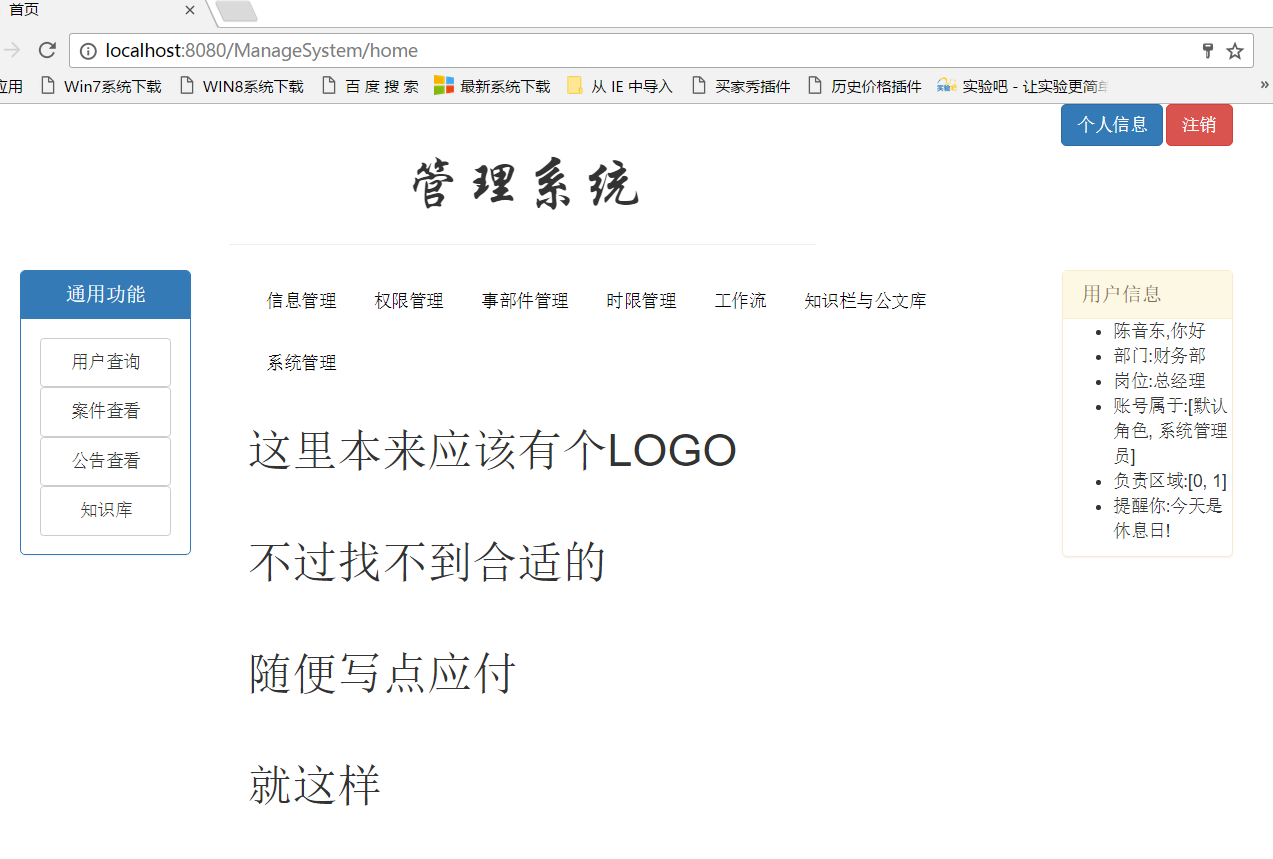 首页
localhost:8080/ManageSystem/home
应用 Win7系统下载 WIN8系统下载 百 度 搜 索 最新系统下载 从 IE 中导入 买家秀插件 历史价格插件 实验吧 - 让实验更简单 »
个人信息 注销
管理系统
通用功能
用户查询
案件查看
公告查看
知识库
信息管理 权限管理 事部件管理 时限管理 工作流 知识栏与公文库
系统管理
这里本来应该有个LOGO
不过找不到合适的
随便写点应付
就这样
用户信息
陈音东,你好
部门:财务部
岗位:总经理
账号属于:[默认
角色, 系统管理
员]
负责区域:[0, 1]
提醒你:今天是
休息日!